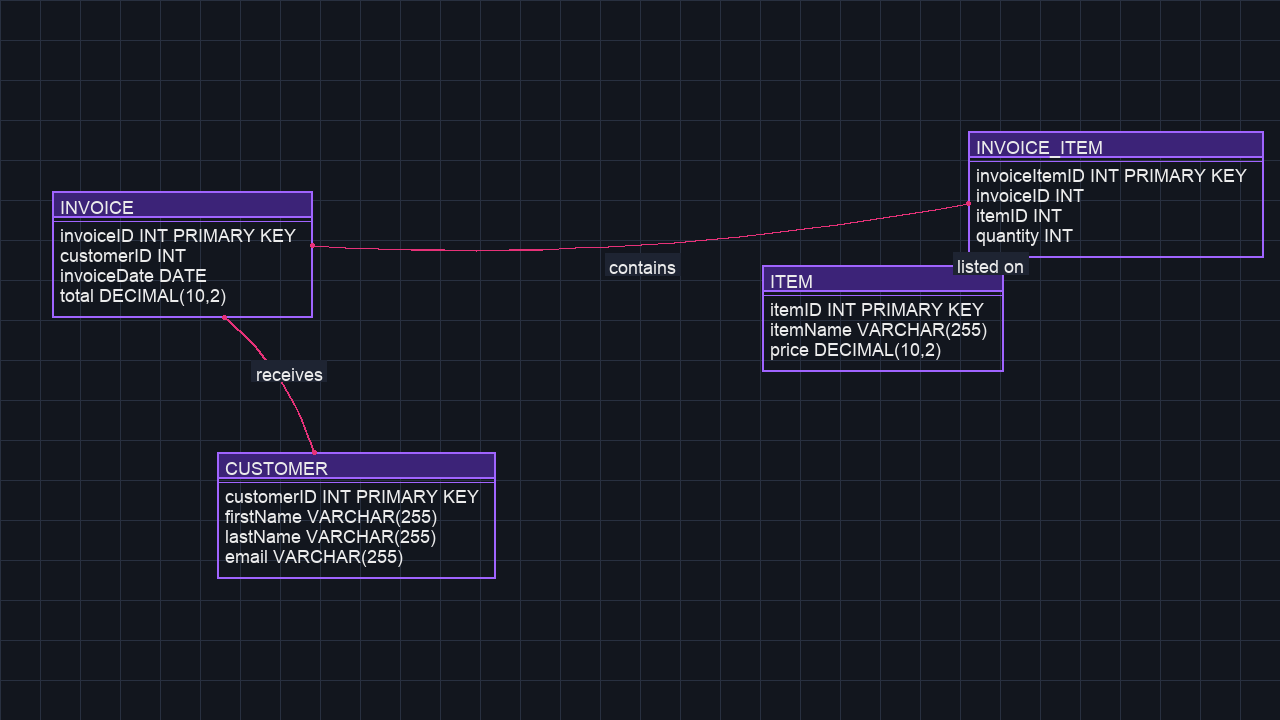 INVOICE_ITEM
invoiceItemID INT PRIMARY KEY
invoiceID INT
itemID INT
quantity INT
INVOICE
invoiceID INT PRIMARY KEY
customerID INT
invoiceDate DATE
total DECIMAL(10,2)
contains
listed on
ITEM
itemID INT PRIMARY KEY
itemName VARCHAR(255)
price DECIMAL(10,2)
receives
CUSTOMER
customerID INT PRIMARY KEY
firstName VARCHAR(255)
lastName VARCHAR(255)
email VARCHAR(255)